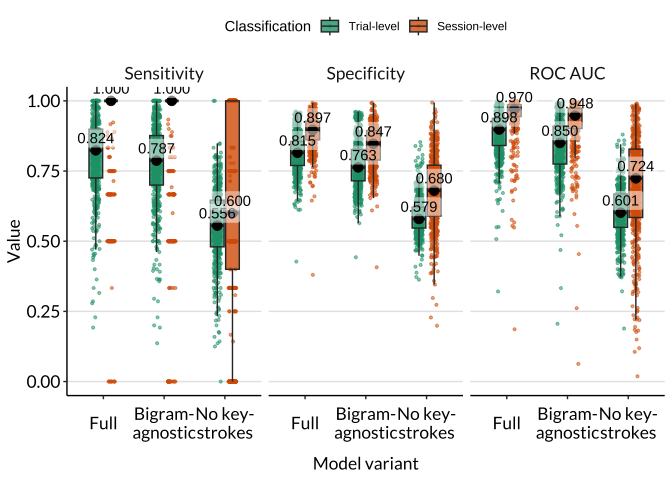 Classification Trial-level Session-level
Sensitivity Specificity ROC AUC
1.000 1.000
0.824 0.787 0.556 0.600
0.815 0.897 0.763 0.847 0.579 0.680
0.898 0.970 0.850 0.948 0.601 0.724
Value
1.00
0.75
0.50
0.25
0.00
Full Bigram-agnostic No key-strokes
Full Bigram-agnostic No key-strokes
Full Bigram-agnostic No key-strokes
Model variant